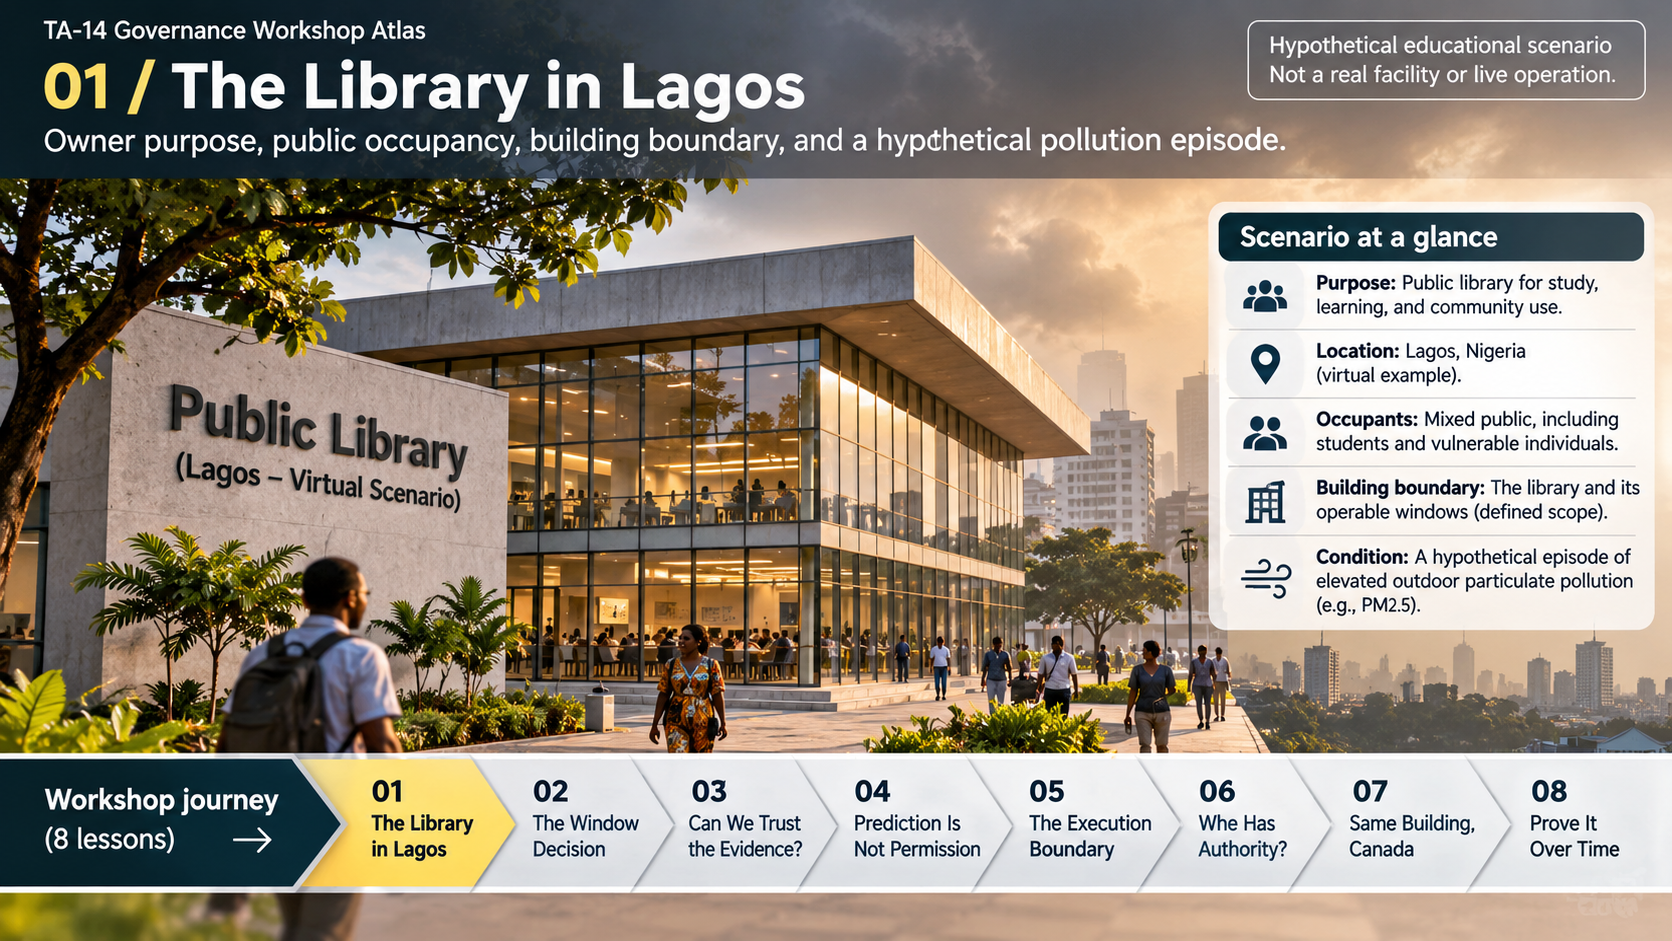 TA-14 Governance Workshop Atlas
01 / The Library in Lagos
Owner purpose, public occupancy, building boundary, and a hypcthetical pollution episode.
Hypothetical educational scenario
Not a real facility or live operation.
Scenario at a glance
Purpose: Public library for study,
learning, and community use.
Location: Lagos, Nigeria
(virtual example).
Occupants: Mixed public, including
students and vulnerable individuals.
Building boundary: The library and its
operable windows (defined scope).
Condition: A hypothetical episode of
elevated outdoor particulate pollution
(e.g., PM2.5).
Public Library
(Lagos – Virtual Scenario)
Workshop journey
(8 lessons)
01
The Library
in Lagos
02
The Window
Decision
03
Can We Trust
the Evidence?
04
Prediction Is
Not Permission
05
The Execution
Boundary
06
Whe Has
Authority?
07
Same Building,
Canada
08
Prove It
Over Time